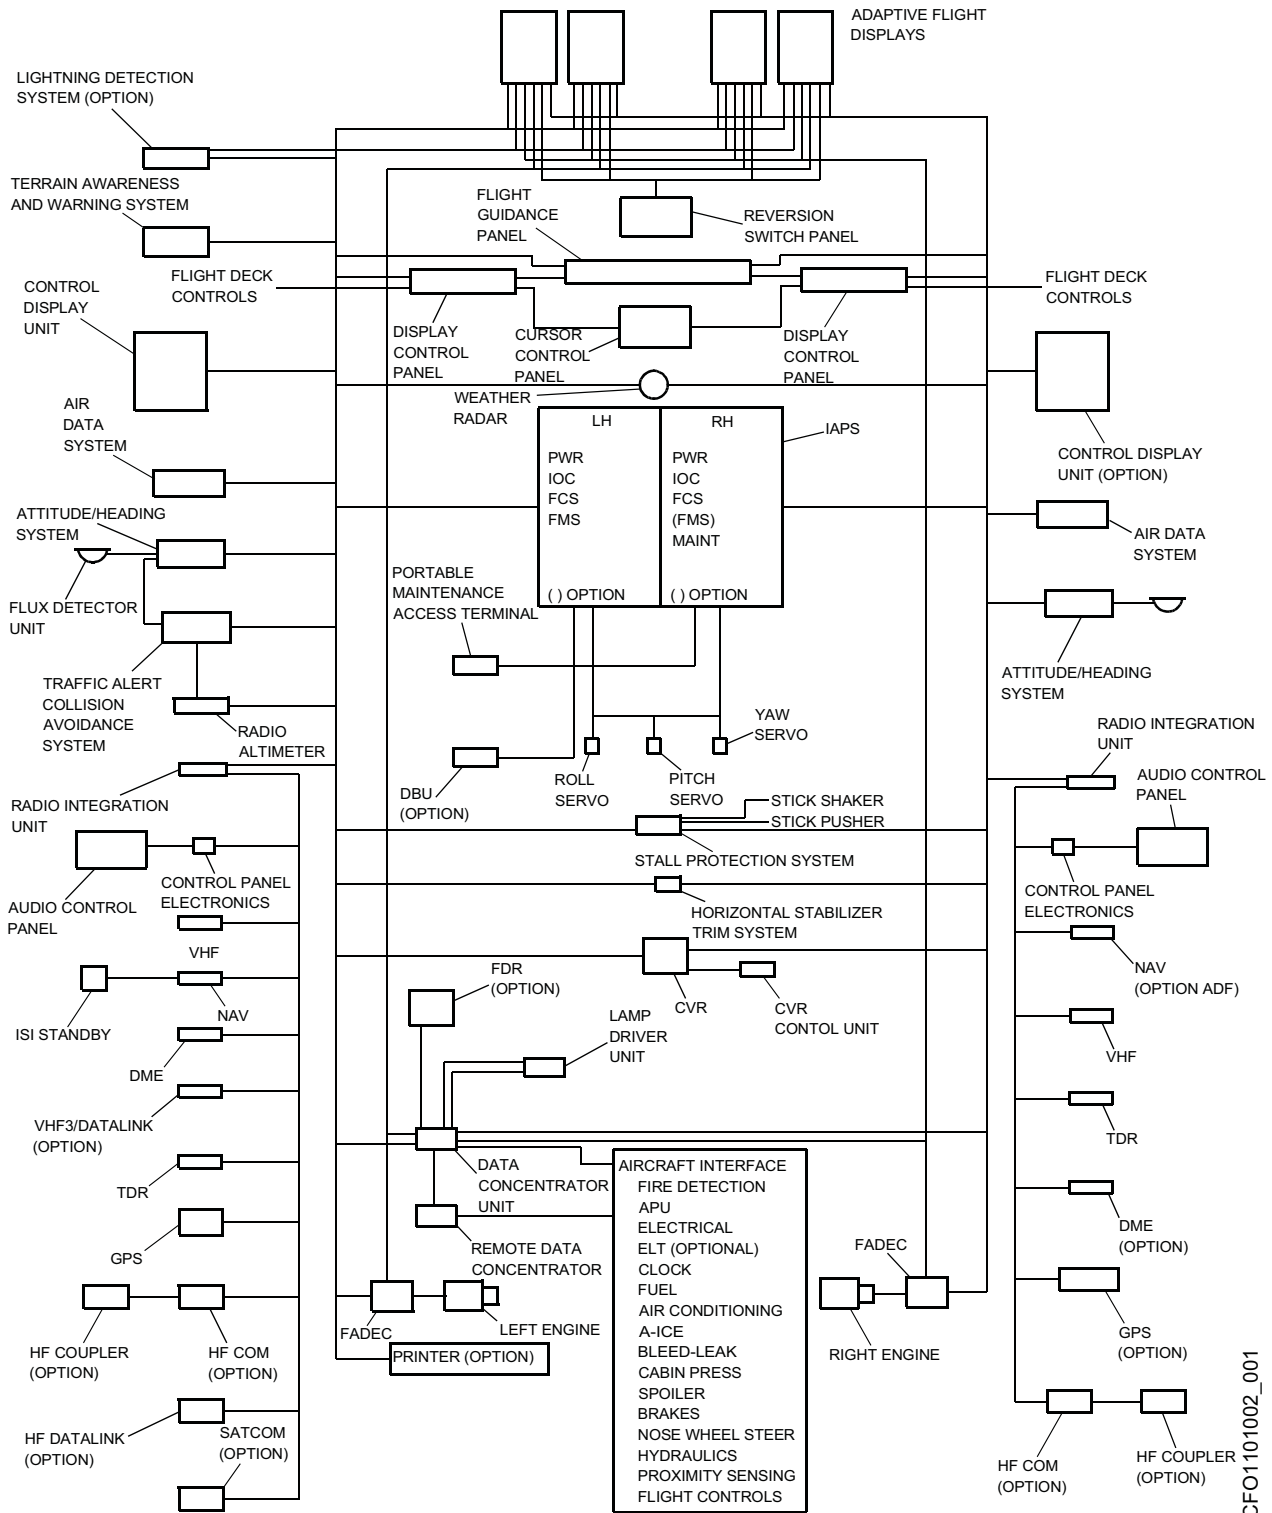 ADAPTIVE FLIGHT
DISPLAYS
LIGHTNING DETECTION
SYSTEM (OPTION)
TERRAIN AWARENESS
AND WARNING SYSTEM
FLIGHT
GUIDANCE
PANEL
REVERSION
SWITCH PANEL
FLIGHT DECK
CONTROLS
FLIGHT DECK
CONTROLS
CONTROL
DISPLAY
UNIT
DISPLAY
CONTROL
PANEL
CURSOR
CONTROL
PANEL
DISPLAY
CONTROL
PANEL
WEATHER
RADAR
AIR
DATA
SYSTEM
LH
PWR
IOC
FCS
FMS
( ) OPTION
RH
PWR
IOC
FCS
(FMS)
MAINT
( ) OPTION
IAPS
CONTROL DISPLAY
UNIT (OPTION)
ATTITUDE/HEADING
SYSTEM
AIR DATA
SYSTEM
FLUX DETECTOR
UNIT
PORTABLE
MAINTENANCE
ACCESS TERMINAL
TRAFFIC ALERT
COLLISION
AVOIDANCE
SYSTEM
ATTITUDE/HEADING
SYSTEM
RADIO
ALTIMETER
YAW
SERVO
RADIO INTEGRATION
UNIT
RADIO INTEGRATION
UNIT
DBU
(OPTION)
ROLL
SERVO
PITCH
SERVO
AUDIO CONTROL
PANEL
STICK SHAKER
STICK PUSHER
STALL PROTECTION SYSTEM
CONTROL PANEL
ELECTRONICS
AUDIO CONTROL
PANEL
CONTROL PANEL
ELECTRONICS
HORIZONTAL STABILIZER
TRIM SYSTEM
VHF
NAV
ISI STANDBY
FDR
(OPTION)
CVR
CVR
CONTOL UNIT
NAV
(OPTION ADF)
LAMP
DRIVER
UNIT
DME
VHF
VHF3/DATALINK
(OPTION)
TDR
TDR
DATA
CONCENTRATOR
UNIT
AIRCRAFT INTERFACE
FIRE DETECTION
APU
ELECTRICAL
ELT (OPTIONAL)
CLOCK
FUEL
AIR CONDITIONING
A-ICE
BLEED-LEAK
CABIN PRESS
SPOILER
BRAKES
NOSE WHEEL STEER
HYDRAULICS
PROXIMITY SENSING
FLIGHT CONTROLS
GPS
REMOTE DATA
CONCENTRATOR
FADEC
DME
(OPTION)
FADEC
LEFT ENGINE
RIGHT ENGINE
GPS
(OPTION)
HF COUPLER
(OPTION)
HF COM
(OPTION)
PRINTER (OPTION)
HF DATALINK
(OPTION)
SATCOM
(OPTION)
HF COM
(OPTION)
HF COUPLER
(OPTION)
CFO1101002_001